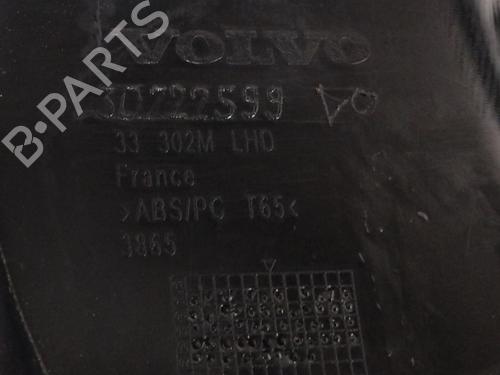 VOLVO
30722599
33 302M LHD
France
>ABS/PC T65<
3865
B-PARTS